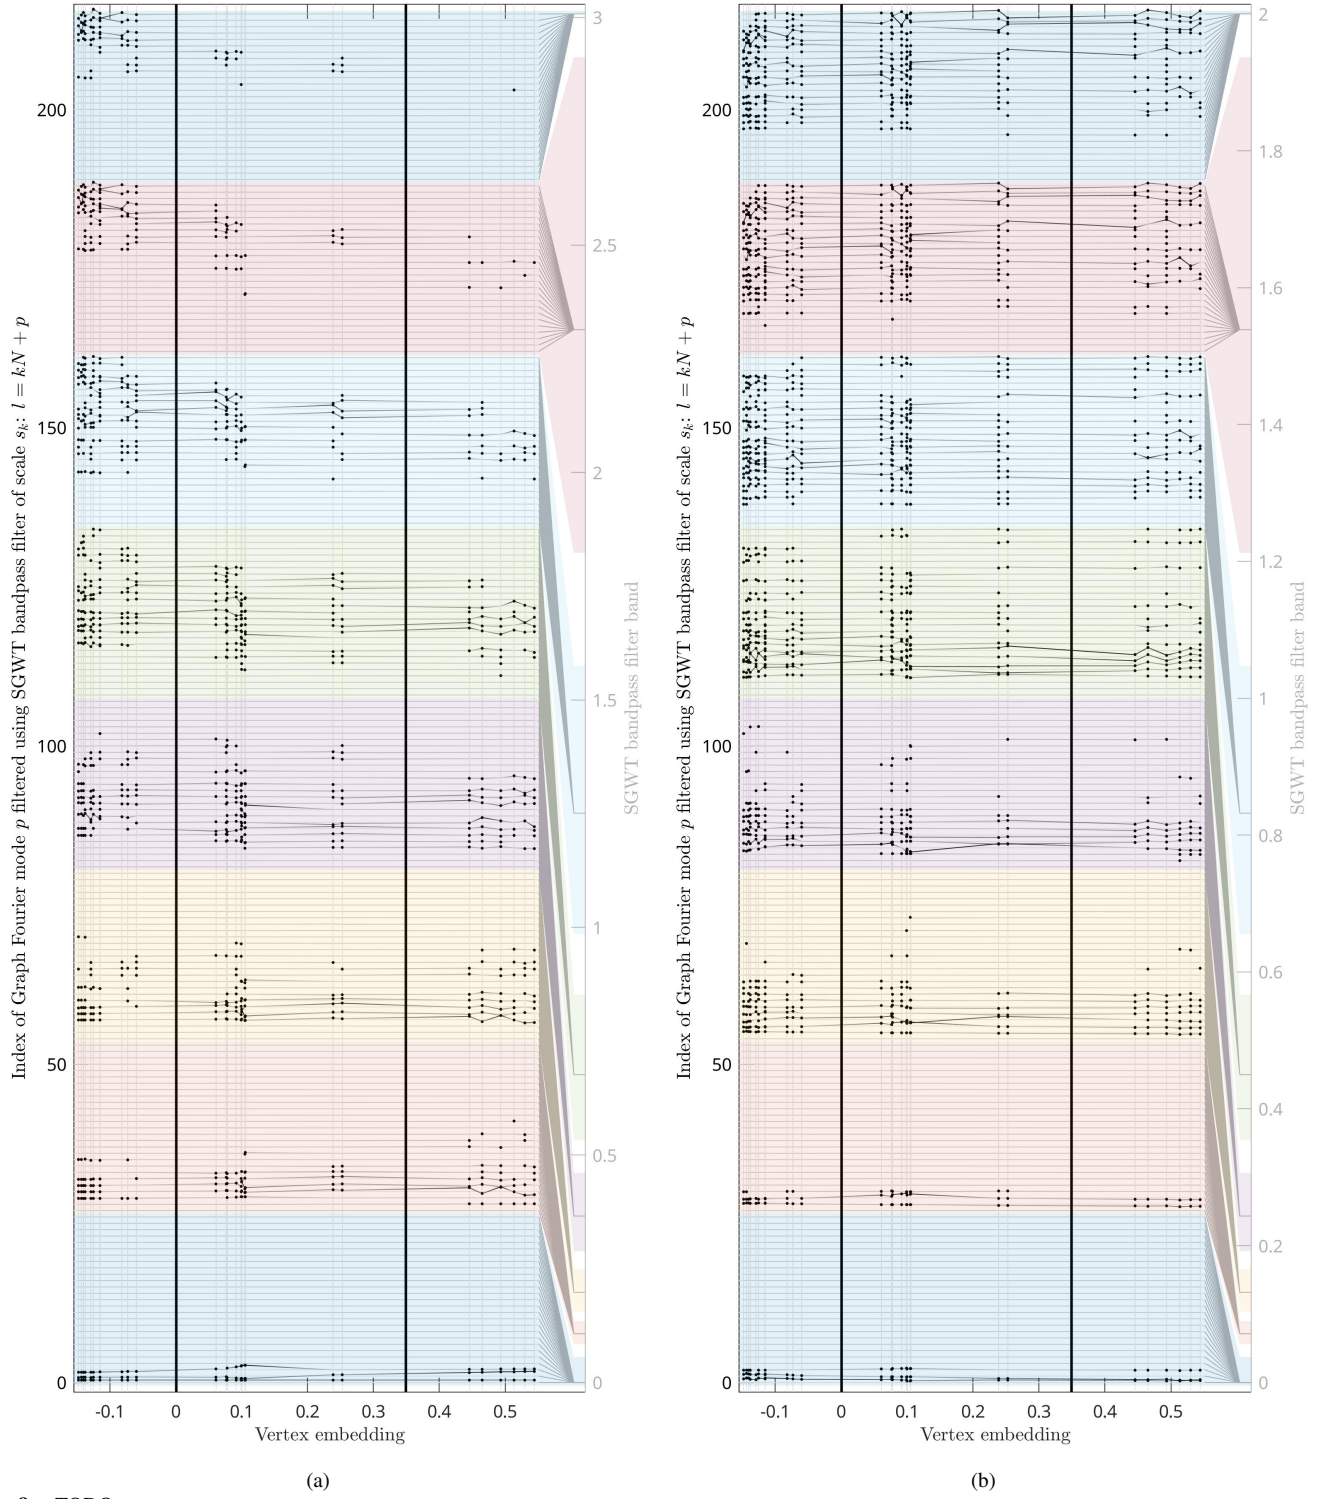 Index of Graph Fourier mode p filtered using SGWT bandpass filter of scale s_k: l = kN + p
200
150
100
50
0
-0.1 0 0.1 0.2 0.3 0.4 0.5
Vertex embedding
3
2.5
2
1.5
1
0.5
0
SGWT bandpass filter band
(a)
Index of Graph Fourier mode p filtered using SGWT bandpass filter of scale s_k: l = kN + p
200
150
100
50
0
-0.1 0 0.1 0.2 0.3 0.4 0.5
Vertex embedding
2
1.8
1.6
1.4
1.2
1
0.8
0.6
0.4
0.2
0
SGWT bandpass filter band
(b)